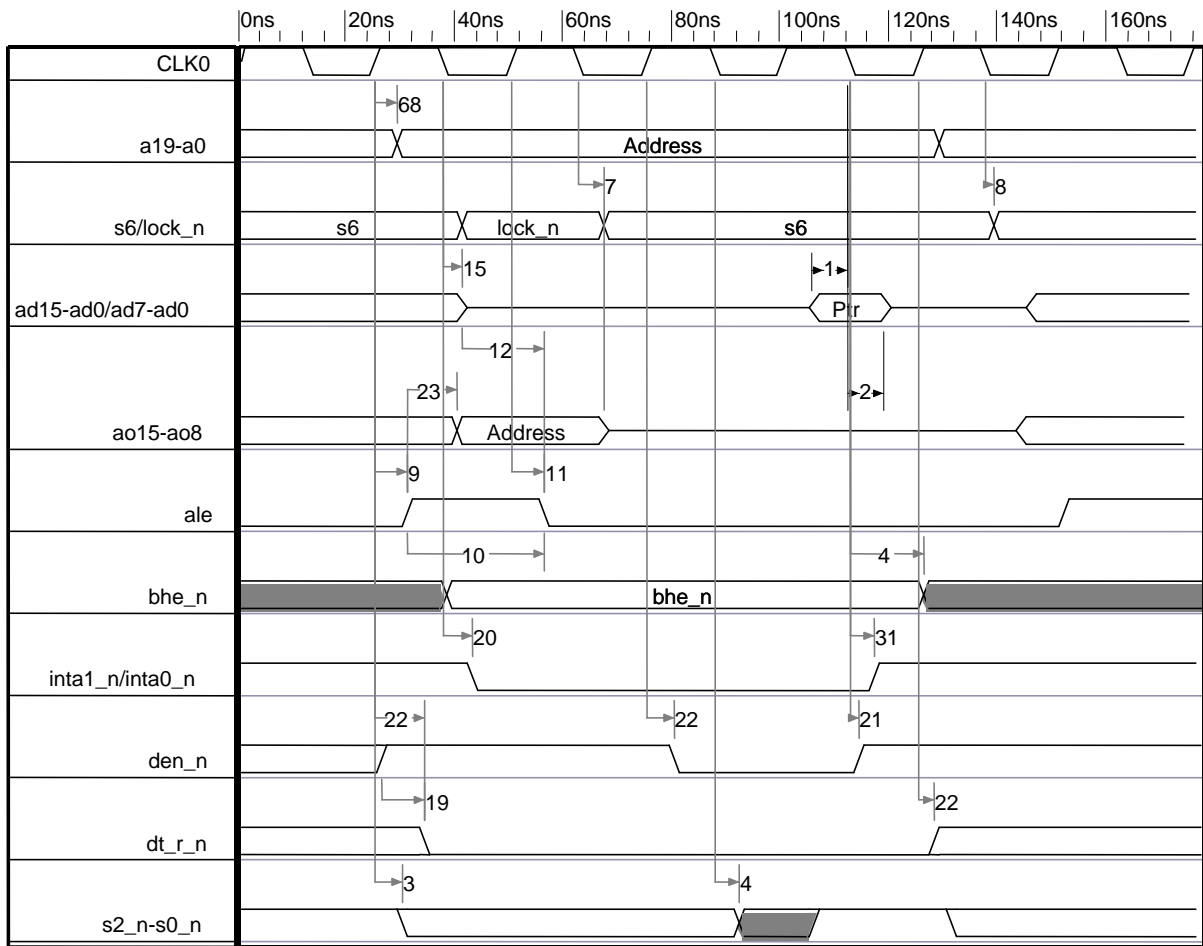 0ns 20ns 40ns 60ns 80ns 100ns 120ns 140ns 160ns
CLK0
68
a19-a0 Address
7 8
s6/lock_n s6 lock_n s6
15 1
ad15-ad0/ad7-ad0 Ptr
12
23 2
ao15-ao8 Address
9 11
ale
10 4
bhe_n bhe_n
20 31
inta1_n/inta0_n
22 22 21
den_n
19 22
dt_r_n
3 4
s2_n-s0_n